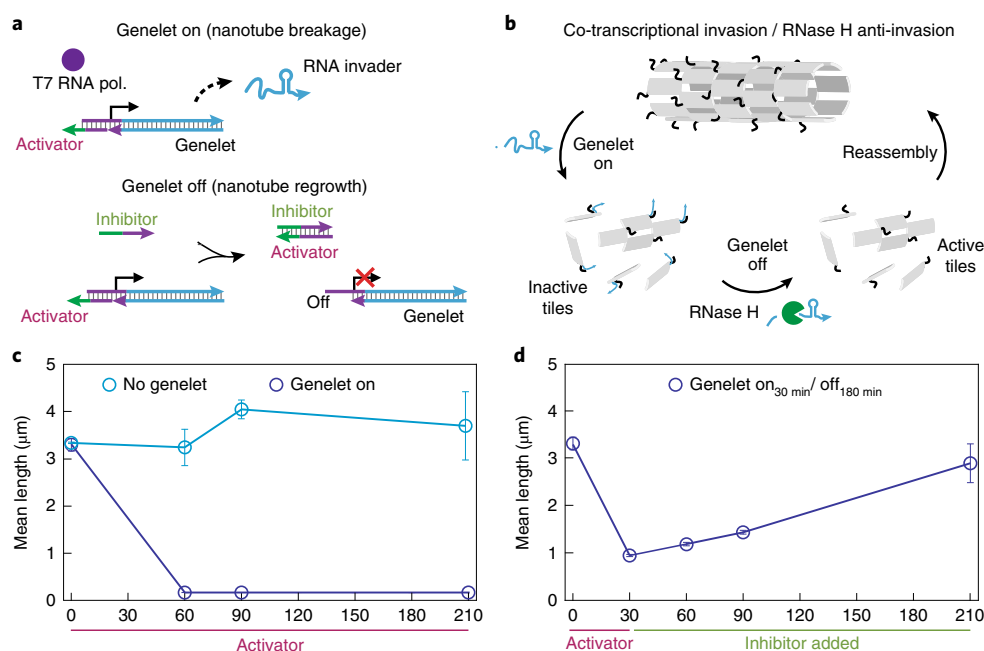 a
Genelet on (nanotube breakage)
T7 RNA pol.
RNA invader
Activator
Genelet
Genelet off (nanotube regrowth)
Inhibitor
Inhibitor
Activator
Activator
Off
Genelet
b
Co-transcriptional invasion / RNase H anti-invasion
Genelet
on
Reassembly
Inactive
tiles
Genelet
off
RNase H
Active
tiles
c
No genelet
Genelet on
Mean length (μm)
5
4
3
2
1
0
0 30 60 90 120 150 180 210
Activator
d
Genelet on30 min/ off180 min
Mean length (μm)
5
4
3
2
1
0
0 30 60 90 120 150 180 210
Activator
Inhibitor added